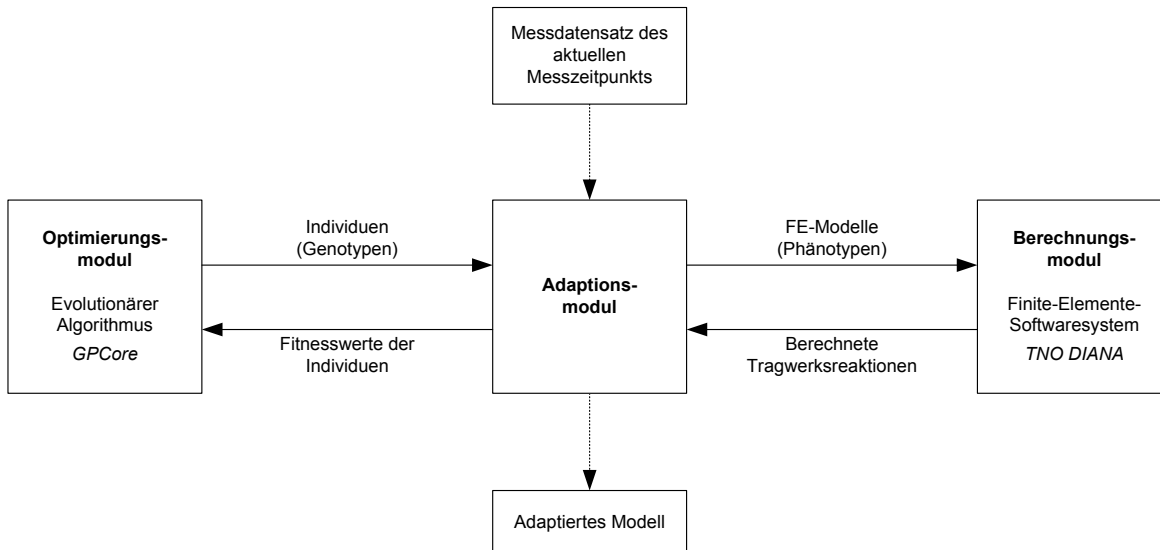 Messdatensatz des
aktuellen
Messzeitpunkts
Optimierungs-
modul
Evolutionärer
Algorithmus
GPCore
Individuen
(Genotypen)
Fitnesswerte der
Individuen
Adaptions-
modul
FE-Modelle
(Phänotypen)
Berechnete
Tragwerksreaktionen
Berechnungs-
modul
Finite-Elemente-
Softwaresystem
TNO DIANA
Adaptiertes Modell